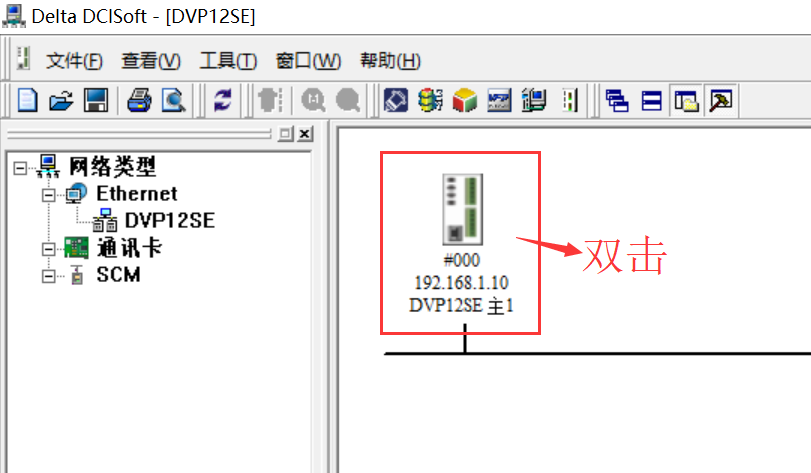 Delta DCISoft - [DVP12SE]
文件(F) 查看(V) 工具(T) 窗口(W) 帮助(H)
网络类型
Ethernet
DVP12SE
通讯卡
SCM
#000
192.168.1.10
DVP12SE 主1
双击